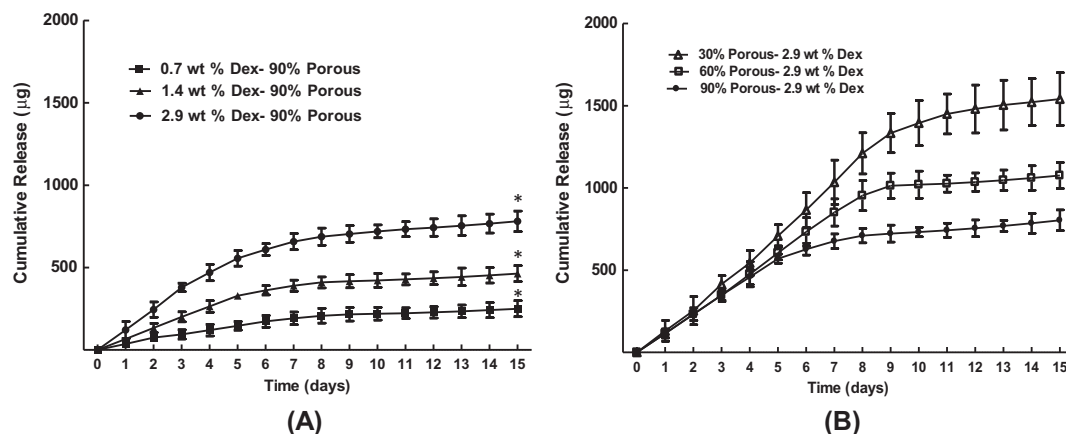 2000
1500
1000
500
Cumulative Release (μg)
0.7 wt % Dex- 90% Porous
1.4 wt % Dex- 90% Porous
2.9 wt % Dex- 90% Porous
*
*
*
0 1 2 3 4 5 6 7 8 9 10 11 12 13 14 15
Time (days)
(A)
2000
1500
1000
500
Cumulative Release (μg)
30% Porous- 2.9 wt % Dex
60% Porous- 2.9 wt % Dex
90% Porous- 2.9 wt % Dex
0 1 2 3 4 5 6 7 8 9 10 11 12 13 14 15
Time (days)
(B)